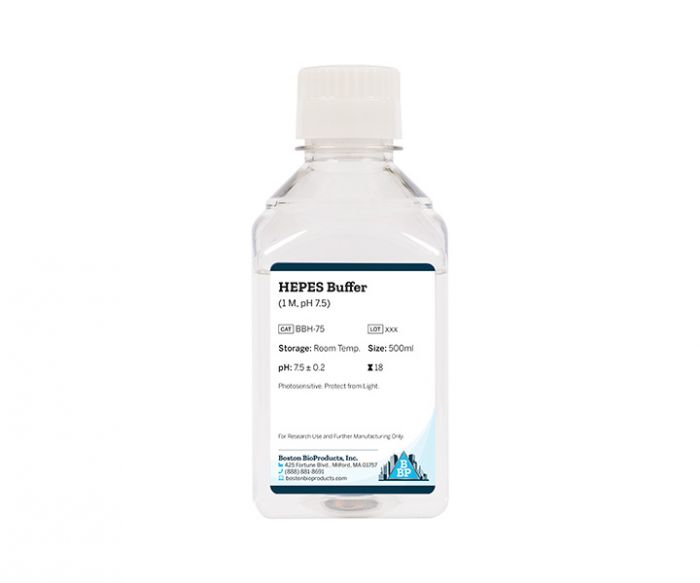 HEPES Buffer
(1 M, pH 7.5)
CAT BBH-75 LOT xxx
Storage: Room Temp. Size: 500ml
pH: 7.5 ± 0.2 18
Photosensitive. Protect from Light.
For Research Use and Further Manufacturing Only.
Boston BioProducts, Inc.
425 Fortune Blvd., Milford, MA 01757
(888)-881-8691
bostonbioproducts.com
B
BP